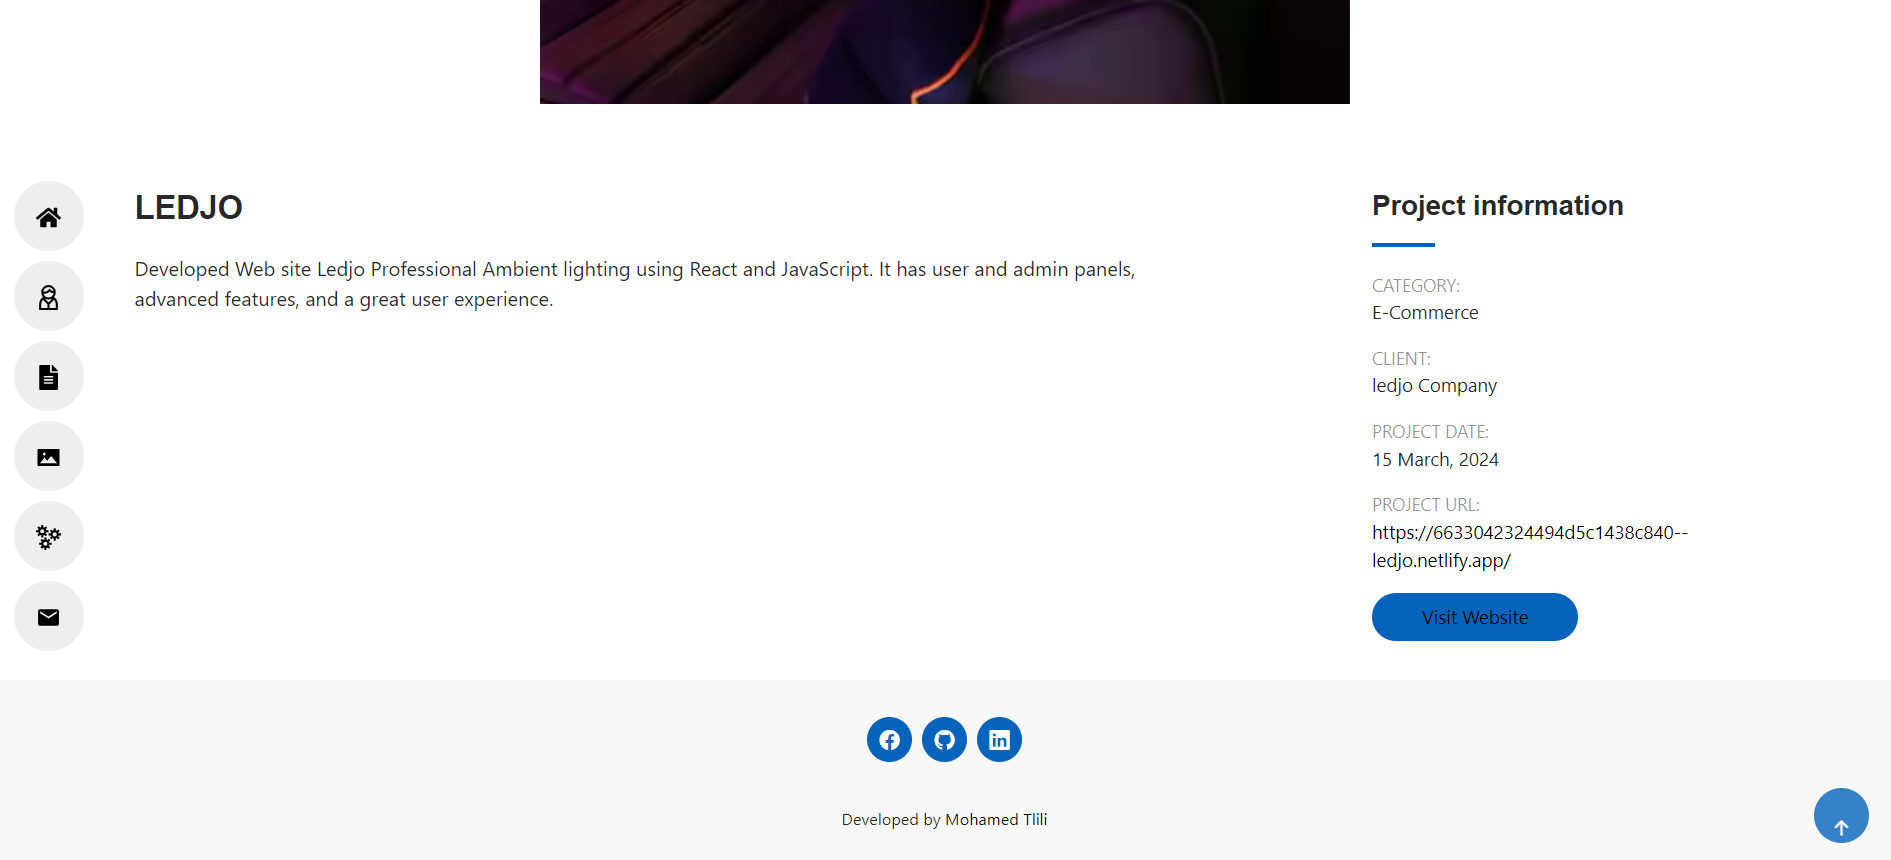 LEDJO
Developed Web site Ledjo Professional Ambient lighting using React and JavaScript. It has user and admin panels,
advanced features, and a great user experience.
Project information
CATEGORY:
E-Commerce
CLIENT:
ledjo Company
PROJECT DATE:
15 March, 2024
PROJECT URL:
https://6633042324494d5c1438c840--
ledjo.netlify.app/
Visit Website
Developed by Mohamed Tlili